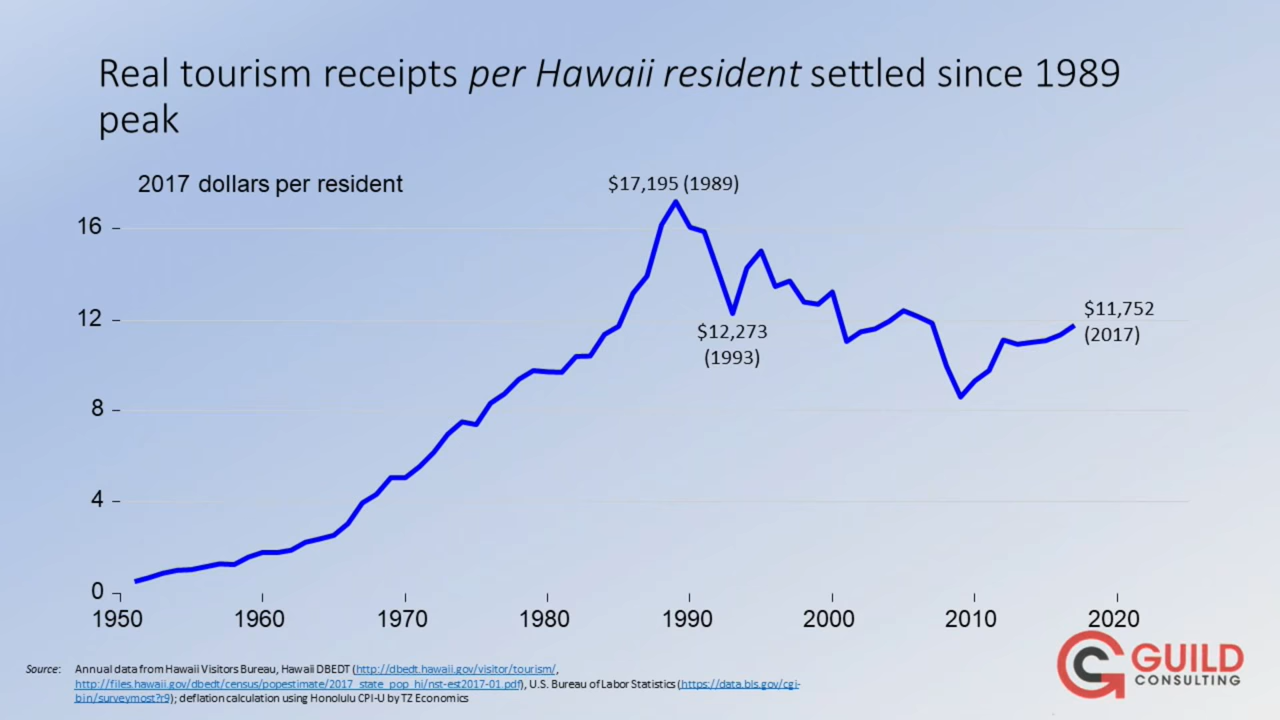 Real tourism receipts per Hawaii resident settled since 1989
peak
2017 dollars per resident
$17,195 (1989)
16
12
$11,752
(2017)
$12,273
(1993)
8
4
0
1950 1960 1970 1980 1990 2000 2010 2020
Source: Annual data from Hawaii Visitors Bureau, Hawaii DBEDT (http://dbedt.hawaii.gov/visitor/tourism/,
http://files.hawaii.gov/dbedt/census/popestimate/2017_state_pop_hi/nst-est2017-01.pdf), U.S. Bureau of Labor Statistics (https://data.bls.gov/cgi-
bin/surveymost?r9); deflation calculation using Honolulu CPI-U by TZ Economics
GUILD
CONSULTING